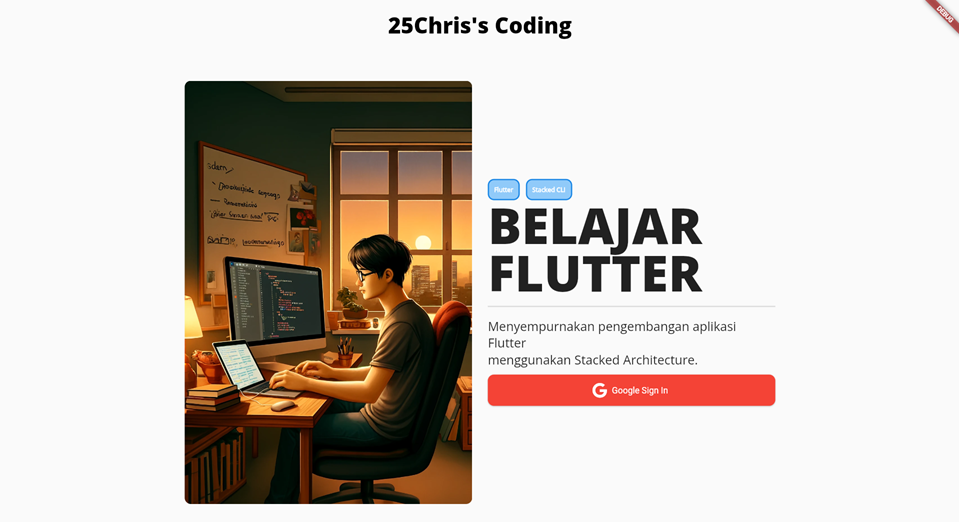 25Chris's Coding
DEBUG
Flutter
Stacked CLI
BELAJAR
FLUTTER
Menyempurnakan pengembangan aplikasi
Flutter
menggunakan Stacked Architecture.
Google Sign In